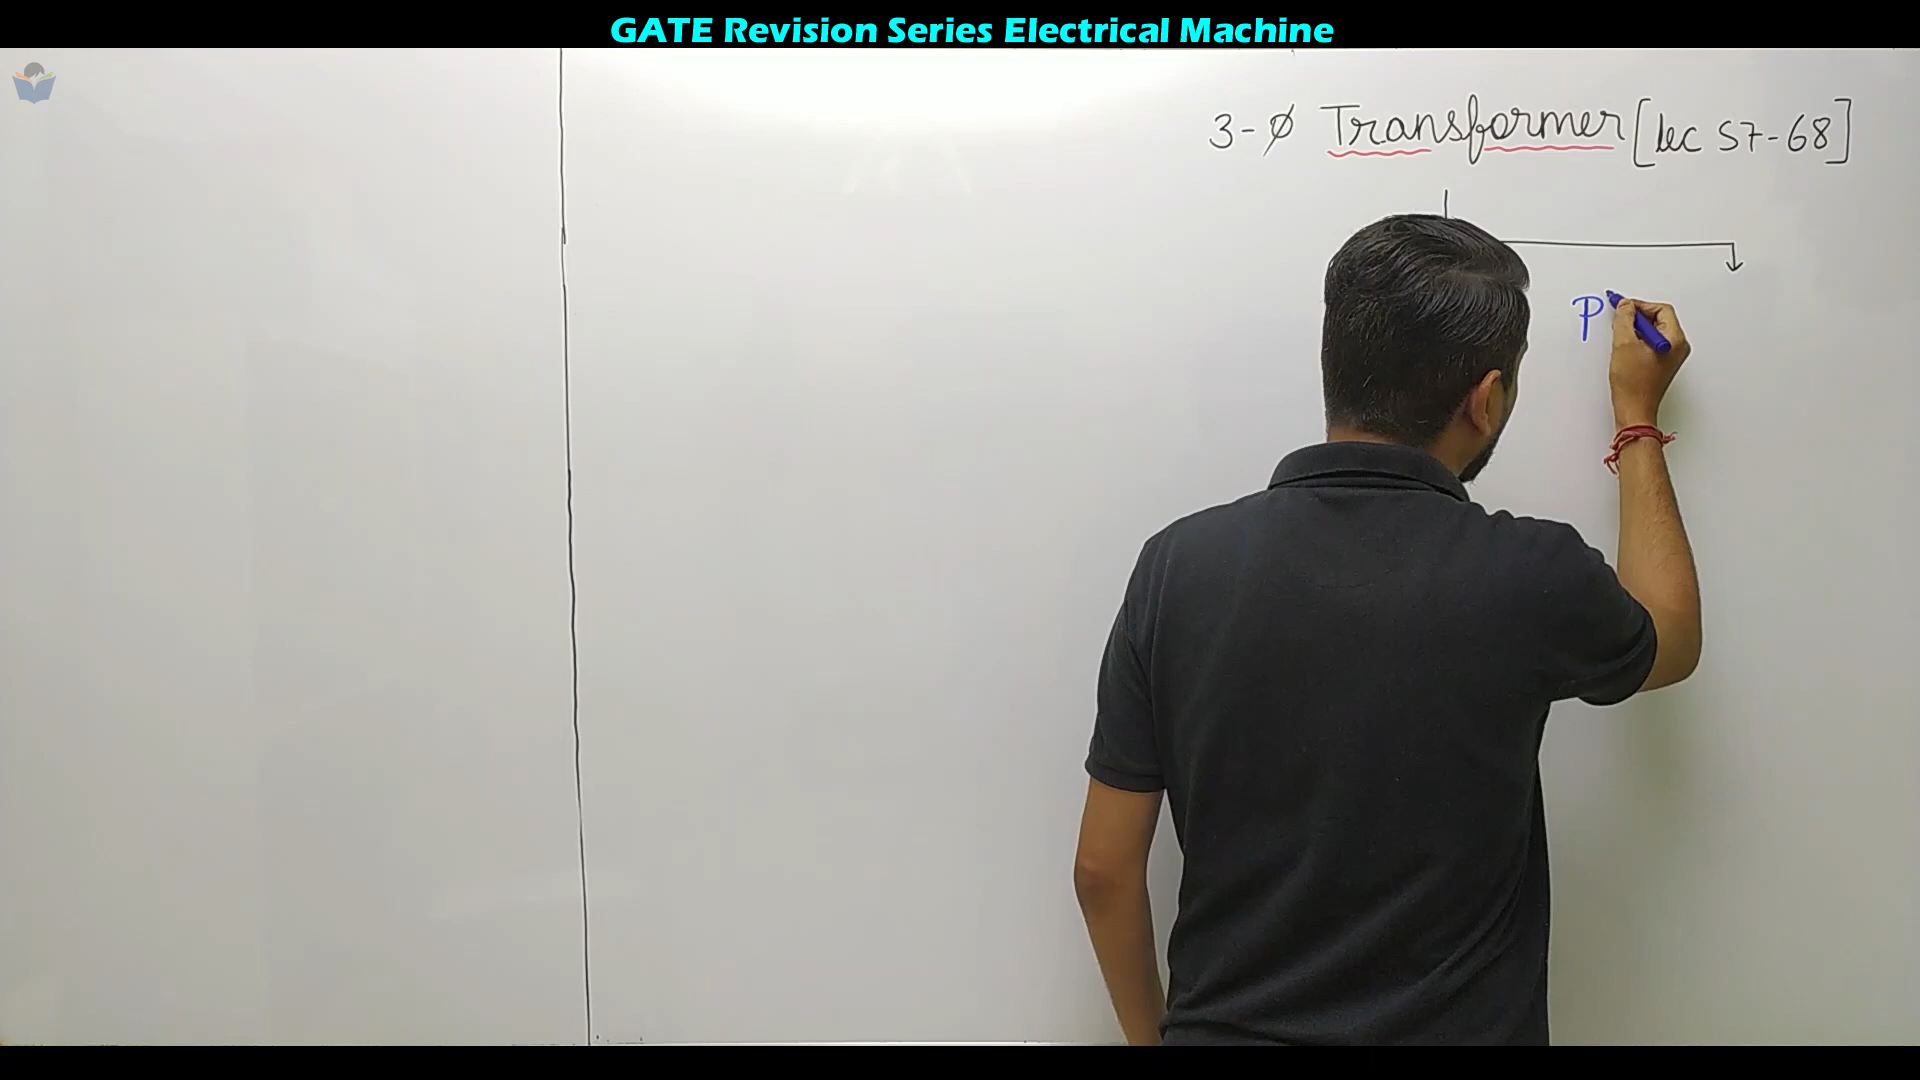 GATE Revision Series Electrical Machine
3-Ø Transformer [lec 57-68]
P